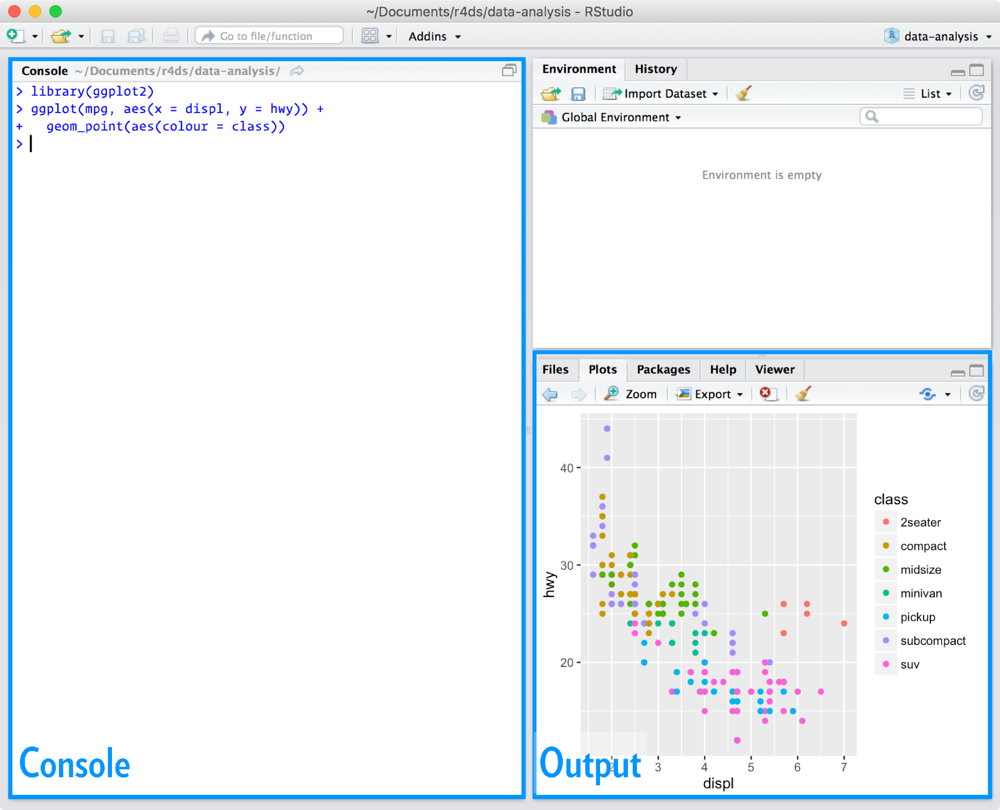 ~/Documents/r4ds/data-analysis - RStudio
Go to file/function
Addins
data-analysis
Console ~/Documents/r4ds/data-analysis/
> library(ggplot2)
> ggplot(mpg, aes(x = displ, y = hwy)) +
+   geom_point(aes(colour = class))
>
Console
Environment History
Import Dataset
List
Global Environment
Environment is empty
Files Plots Packages Help Viewer
Zoom Export
40
30
20
hwy
2 3 4 5 6 7
displ
class
2seater
compact
midsize
minivan
pickup
subcompact
suv
Output